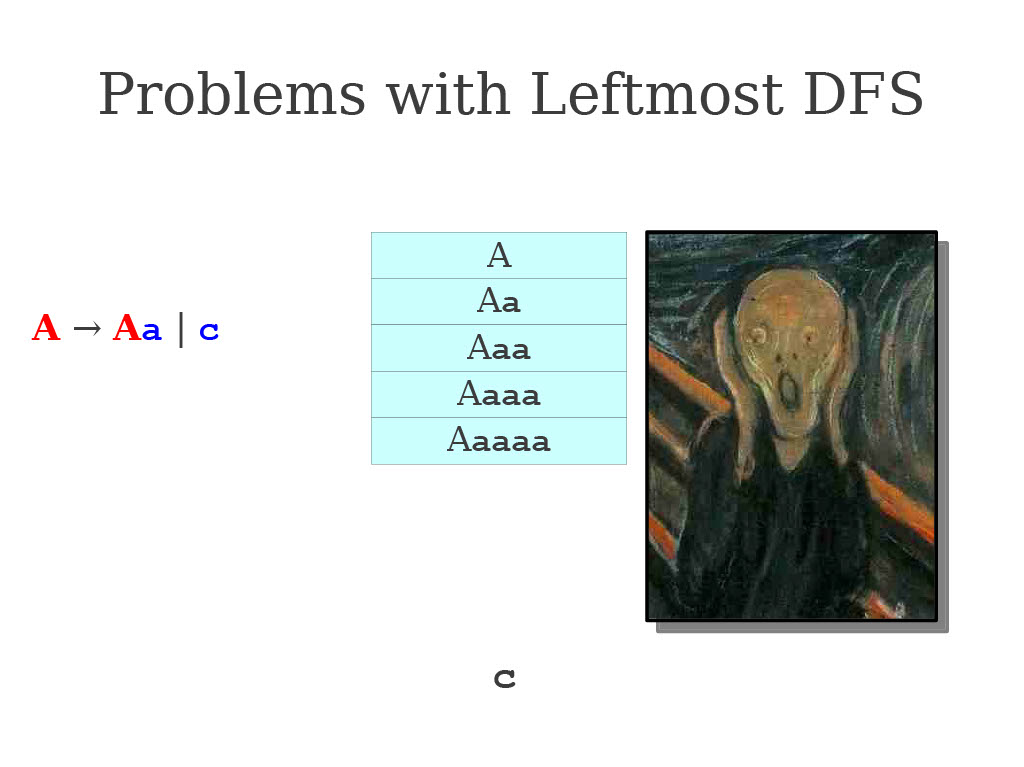 Problems with Leftmost DFS
A → Aa | c
A
Aa
Aaa
Aaaa
Aaaaa
c